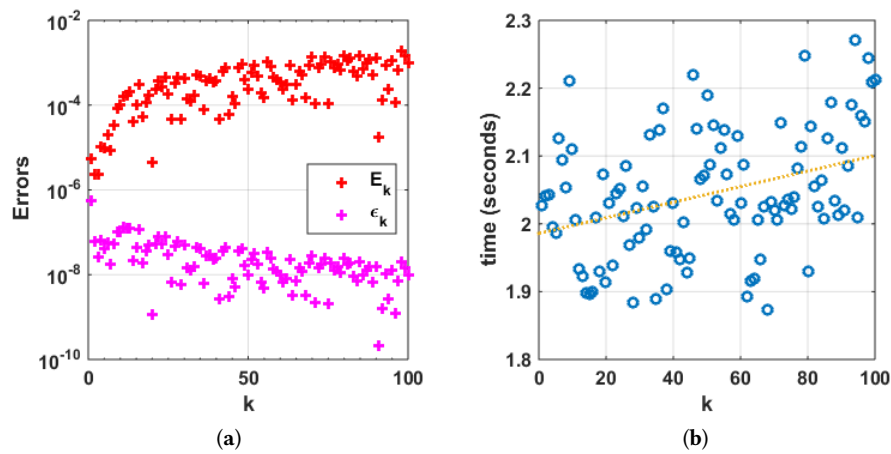 10^-2
10^-4
10^-6
10^-8
10^-10
Errors
E_k
ϵ_k
0 50 100
k
(a)
2.3
2.2
2.1
2
1.9
1.8
time (seconds)
0 20 40 60 80 100
k
(b)